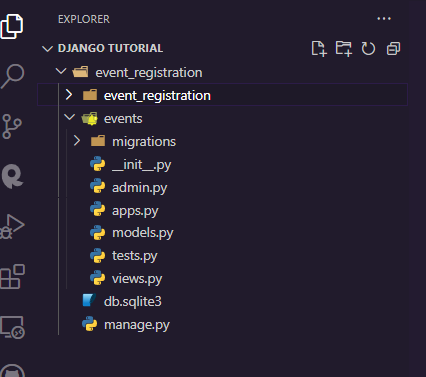 EXPLORER
DJANGO TUTORIAL
event_registration
event_registration
events
migrations
__init__.py
admin.py
apps.py
models.py
tests.py
views.py
db.sqlite3
manage.py